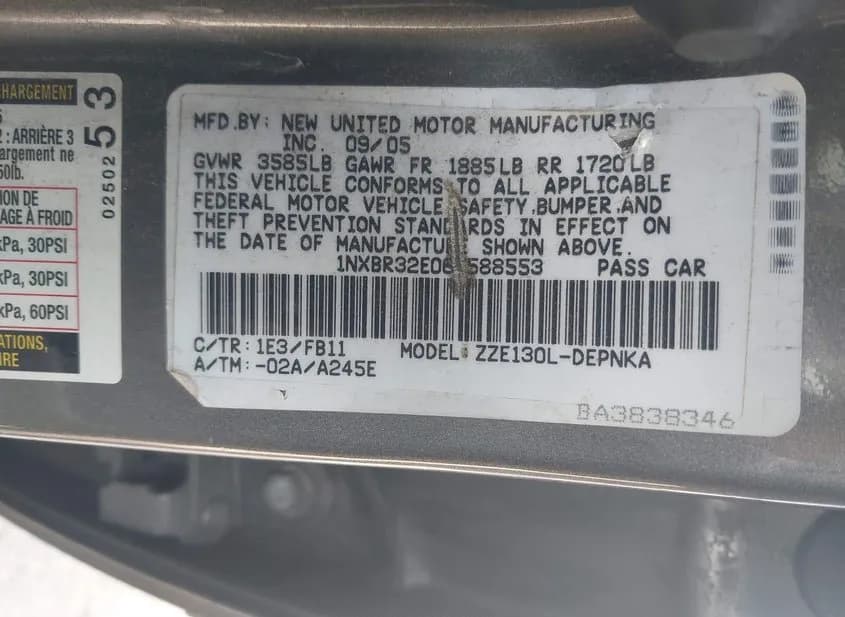 HARGEMENT
2 : ARRIÈRE 3
argement ne
50lb.
ION DE
AGE À FROID
kPa, 30PSI
kPa, 30PSI
kPa, 60PSI
ATIONS,
IRE
02502 53
MFD.BY: NEW UNITED MOTOR MANUFACTURING
INC. 09/05
GVWR 3585LB GAWR FR 1885LB RR 1720LB
THIS VEHICLE CONFORMS TO ALL APPLICABLE
FEDERAL MOTOR VEHICLE SAFETY,BUMPER,AND
THEFT PREVENTION STANDARDS IN EFFECT ON
THE DATE OF MANUFACTURE SHOWN ABOVE.
PASS CAR
C/TR: 1E3/FB11 MODEL: ZZE130L-DEPNKA
A/TM:-02A/A245E
BA3838346